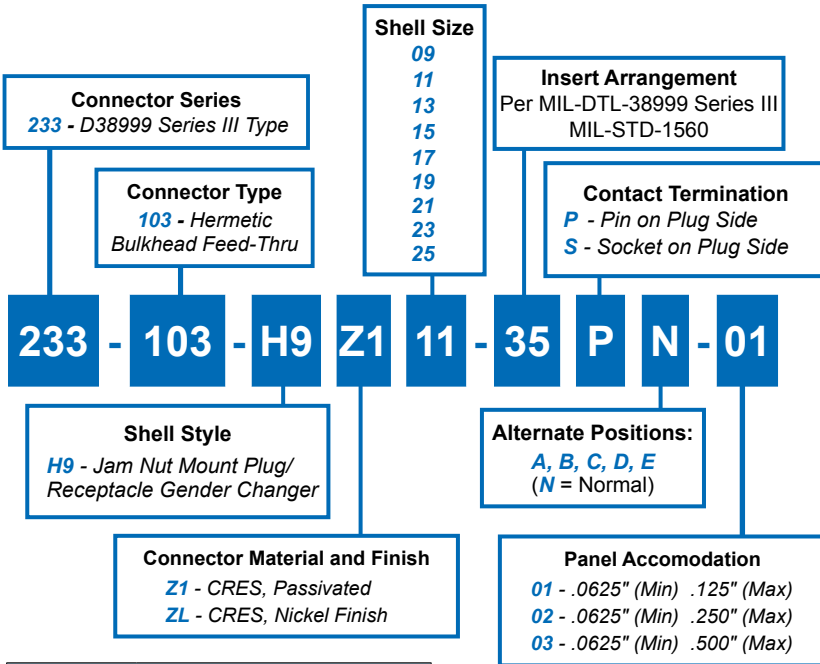 Shell Size
09
11
13
15
17
19
21
23
25
Insert Arrangement
Per MIL-DTL-38999 Series III
MIL-STD-1560
Connector Series
233 - D38999 Series III Type
Connector Type
103 - Hermetic
Bulkhead Feed-Thru
Contact Termination
P - Pin on Plug Side
S - Socket on Plug Side
233 - 103 - H9 Z1 11 - 35 P N - 01
Shell Style
H9 - Jam Nut Mount Plug/
Receptacle Gender Changer
Alternate Positions:
A, B, C, D, E
(N = Normal)
Connector Material and Finish
Z1 - CRES, Passivated
ZL - CRES, Nickel Finish
Panel Accomodation
01 - .0625" (Min) .125" (Max)
02 - .0625" (Min) .250" (Max)
03 - .0625" (Min) .500" (Max)